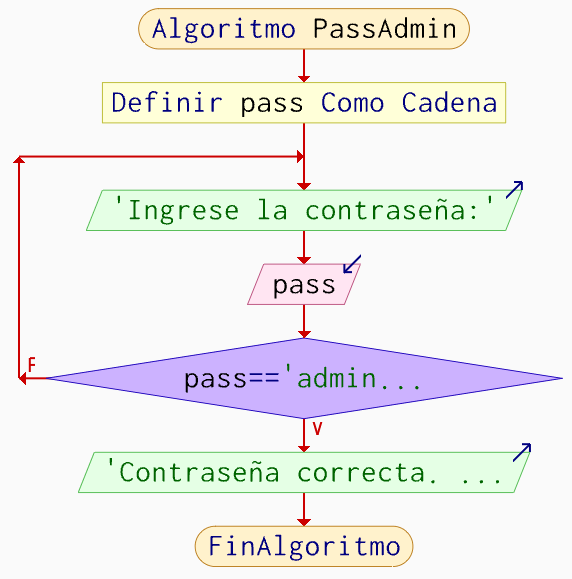 Algoritmo PassAdmin
Definir pass Como Cadena
'Ingrese la contraseña:'
pass
pass=='admin...
F
V
'Contraseña correcta. ...
FinAlgoritmo